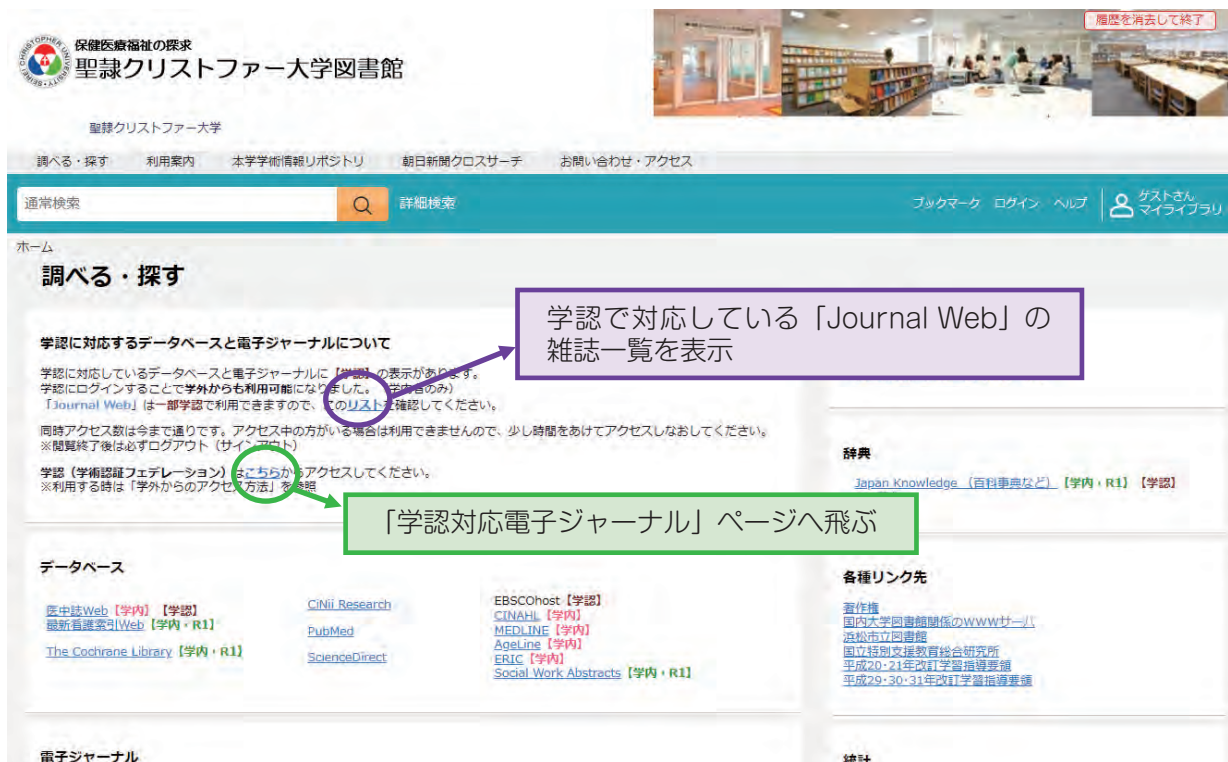 履歴を消去して終了
保健医療福祉の探求
聖隷クリストファー大学図書館
聖隷クリストファー大学
調べる・探す 利用案内 本学学術情報リポジトリ 朝日新聞クロスサーチ お問い合わせ・アクセス
通常検索 詳細検索 ブックマーク ログイン ヘルプ ゲストさん
マイライブラリ
ホーム
調べる・探す
学認で対応している「Journal Web」の
雑誌一覧を表示
学認に対応するデータベースと電子ジャーナルについて
学認に対応しているデータベースと電子ジャーナルに【学認】の表示があります。
学認にログインすることで学外からも利用可能になりました。（学内者のみ）
「Journal Web」は一部学認で利用できますので、このリストを確認してください。
同時アクセス数は今まで通りです。アクセス中の方がいる場合は利用できませんので、少し時間をあけてアクセスしなおしてください。
※閲覧終了後は必ずログアウト（サインアウト）
学認（学術認証フェデレーション）はこちらからアクセスしてください。
※利用する時は「学外からのアクセス方法」を参照
「学認対応電子ジャーナル」ページへ飛ぶ
辞典
Japan Knowledge （百科事典など）【学内・R1】【学認】
データベース
医中誌Web【学内】【学認】
最新看護索引Web【学内・R1】
The Cochrane Library【学内・R1】
CiNii Research
PubMed
ScienceDirect
EBSCOhost【学認】
CINAHL【学内】
MEDLINE【学内】
AgeLine【学内】
ERIC【学内】
Social Work Abstracts【学内・R1】
各種リンク先
著作権
国内大学図書館関係のWWWサーバ
浜松市立図書館
国立特別支援教育総合研究所
平成20・21年改訂学習指導要領
平成29・30・31年改訂学習指導要領
電子ジャーナル
統計